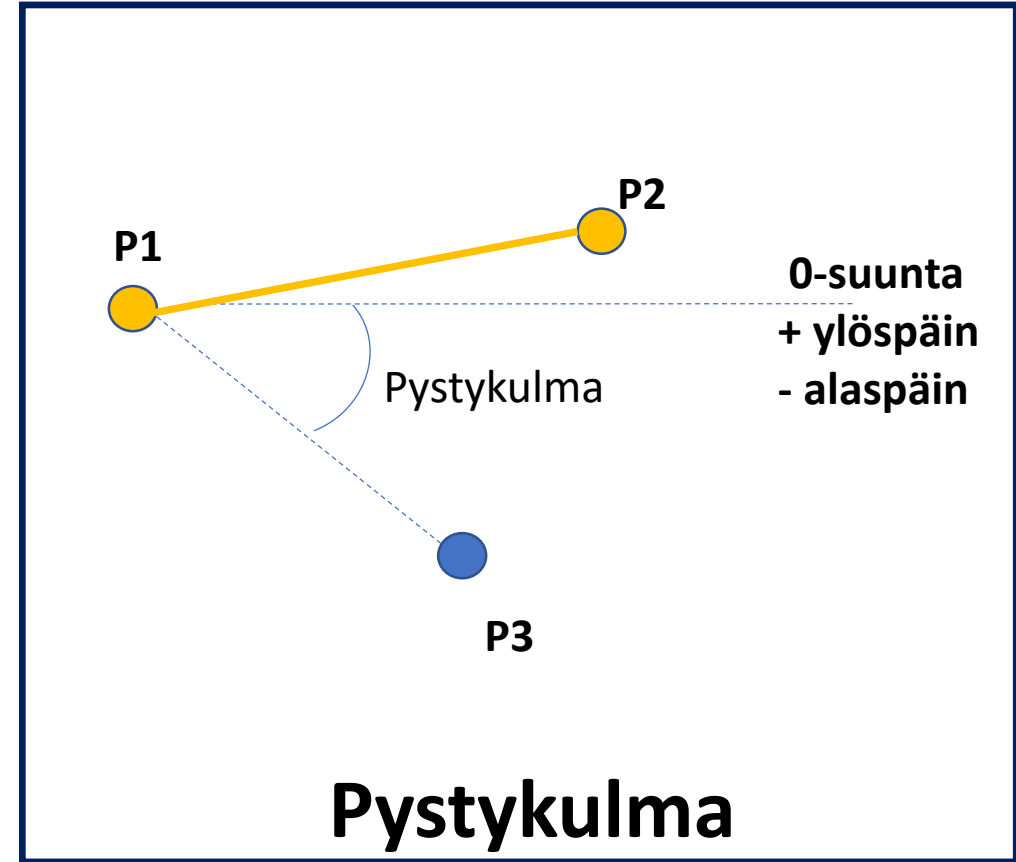 P2
P1
0-suunta
+ ylöspäin
- alaspäin
Pystykulma
P3
Pystykulma